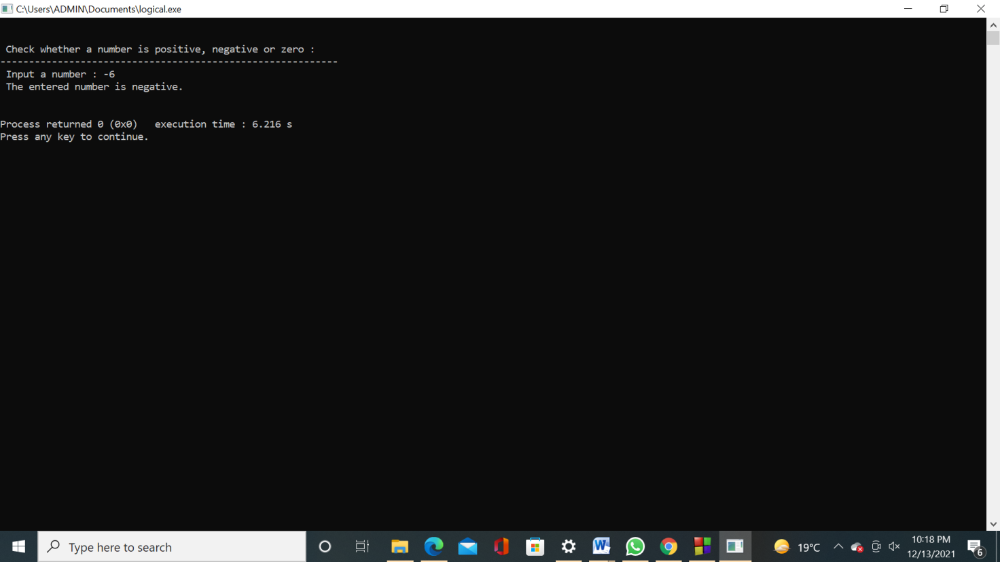 C:\Users\ADMIN\Documents\logical.exe
Check whether a number is positive, negative or zero :
-----------------------------------------------------------
Input a number : -6
The entered number is negative.
Process returned 0 (0x0)   execution time : 6.216 s
Press any key to continue.
Type here to search
19°C
10:18 PM
12/13/2021
6